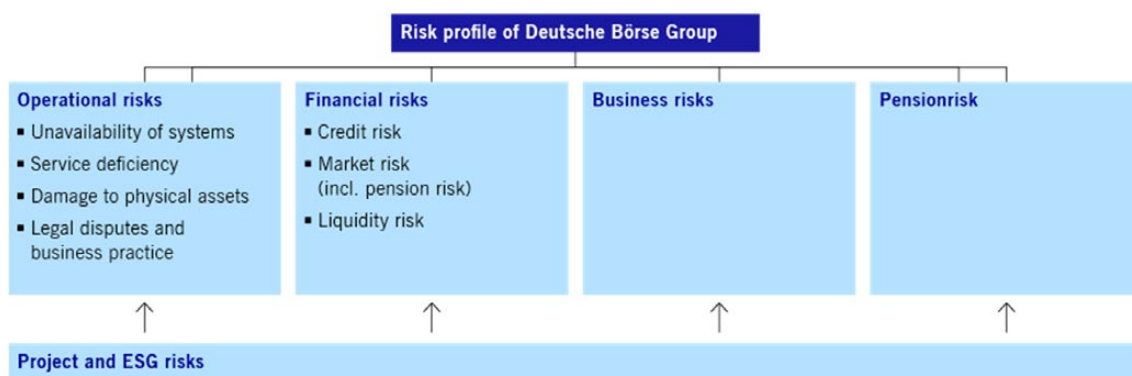 Risk profile of Deutsche Börse Group
Operational risks
▪ Unavailability of systems
▪ Service deficiency
▪ Damage to physical assets
▪ Legal disputes and
business practice
Financial risks
▪ Credit risk
▪ Market risk
(incl. pension risk)
▪ Liquidity risk
Business risks
Pensionrisk
Project and ESG risks